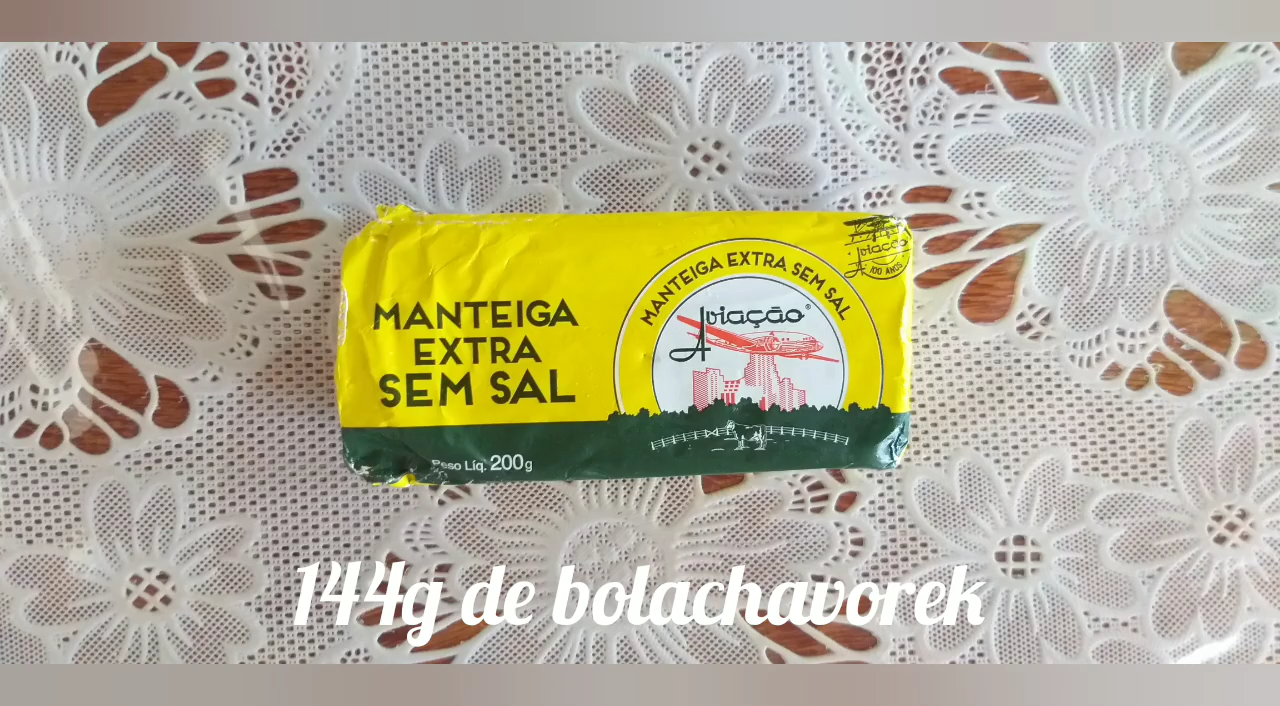 MANTEIGA
EXTRA
SEM SAL
Peso Líq. 200g
MANTEIGA EXTRA SEM SAL
Aviação®
Aviação
100 ANOS
144g de bolachavorek